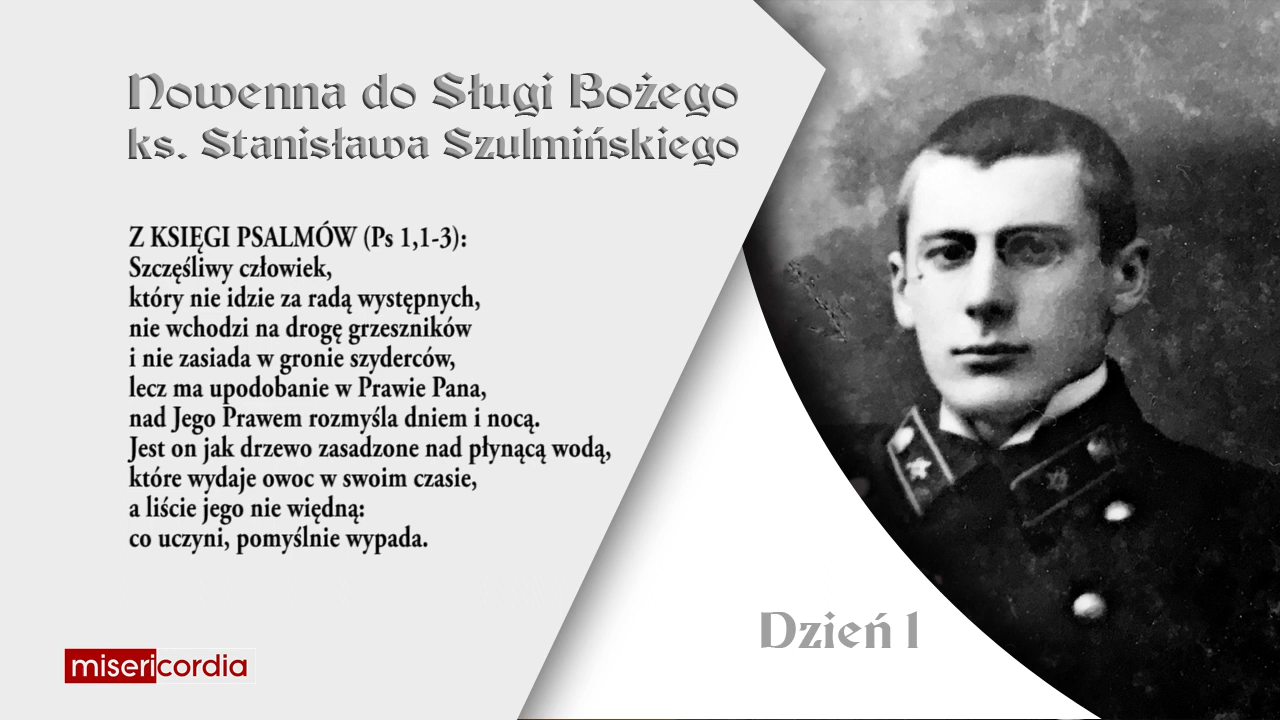 Nowenna do Sługi Bożego
ks. Stanisława Szulmińskiego
Z KSIĘGI PSALMÓW (Ps 1,1-3):
Szczęśliwy człowiek,
który nie idzie za radą występnych,
nie wchodzi na drogę grzeszników
i nie zasiada w gronie szyderców,
lecz ma upodobanie w Prawie Pana,
nad Jego Prawem rozmyśla dniem i nocą.
Jest on jak drzewo zasadzone nad płynącą wodą,
które wydaje owoc w swoim czasie,
a liście jego nie więdną:
co uczyni, pomyślnie wypada.
Dzień 1
misericordia